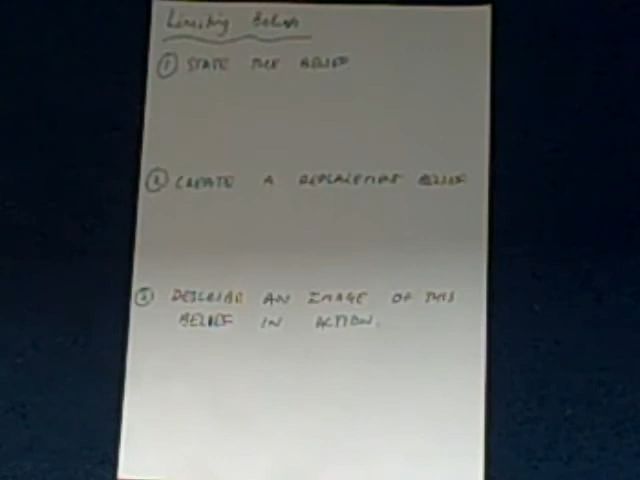 Limiting Beliefs
① STATE THE BELIEF
② CREATE A REPLACEMENT BELIEF
③ DESCRIBE AN IMAGE OF THIS
BELIEF IN ACTION.